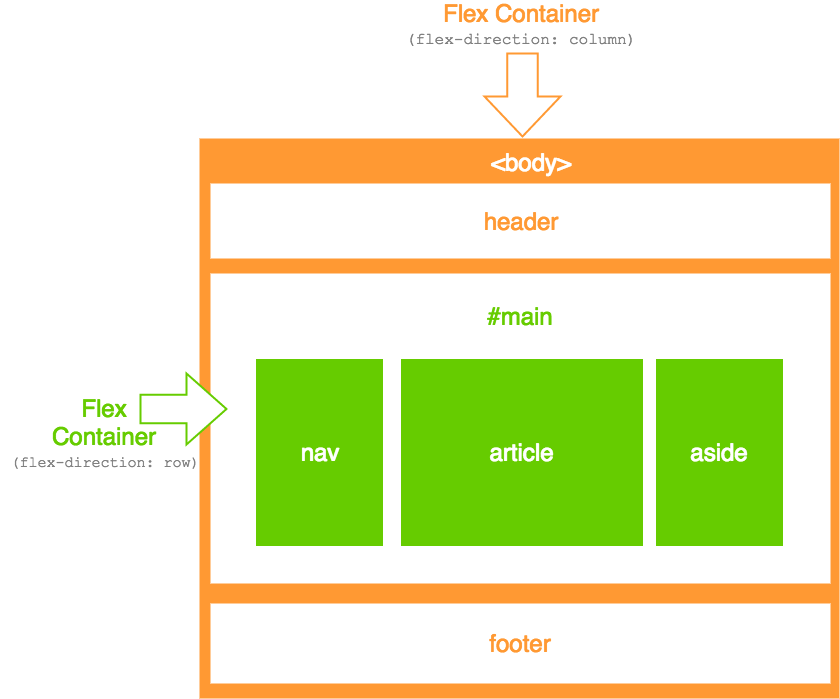 Flex Container
(flex-direction: column)
<body>
header
#main
Flex
Container
(flex-direction: row)
nav
article
aside
footer